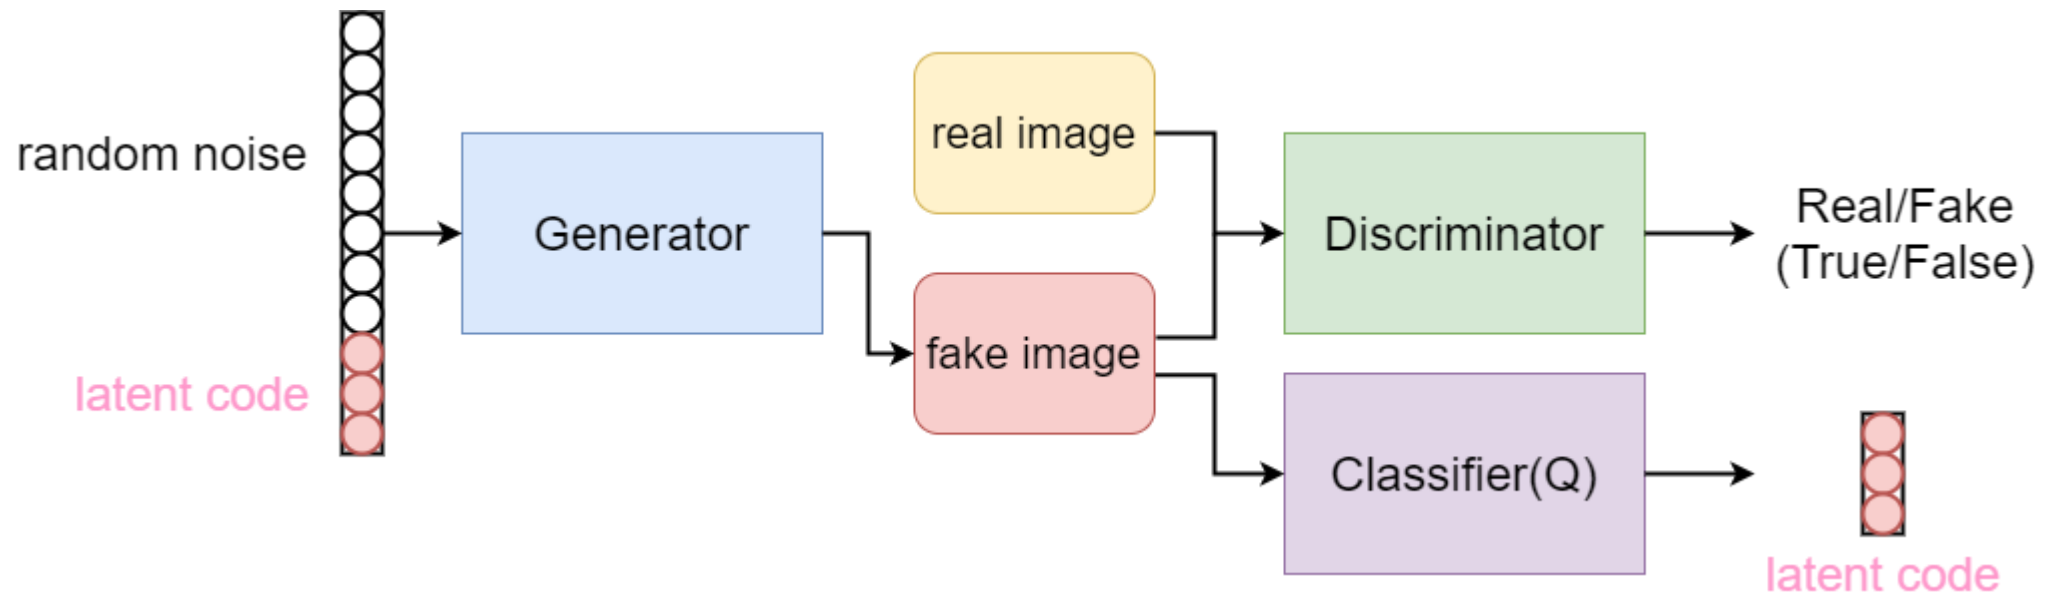 random noise
latent code
Generator
real image
fake image
Discriminator
Classifier(Q)
Real/Fake
(True/False)
latent code